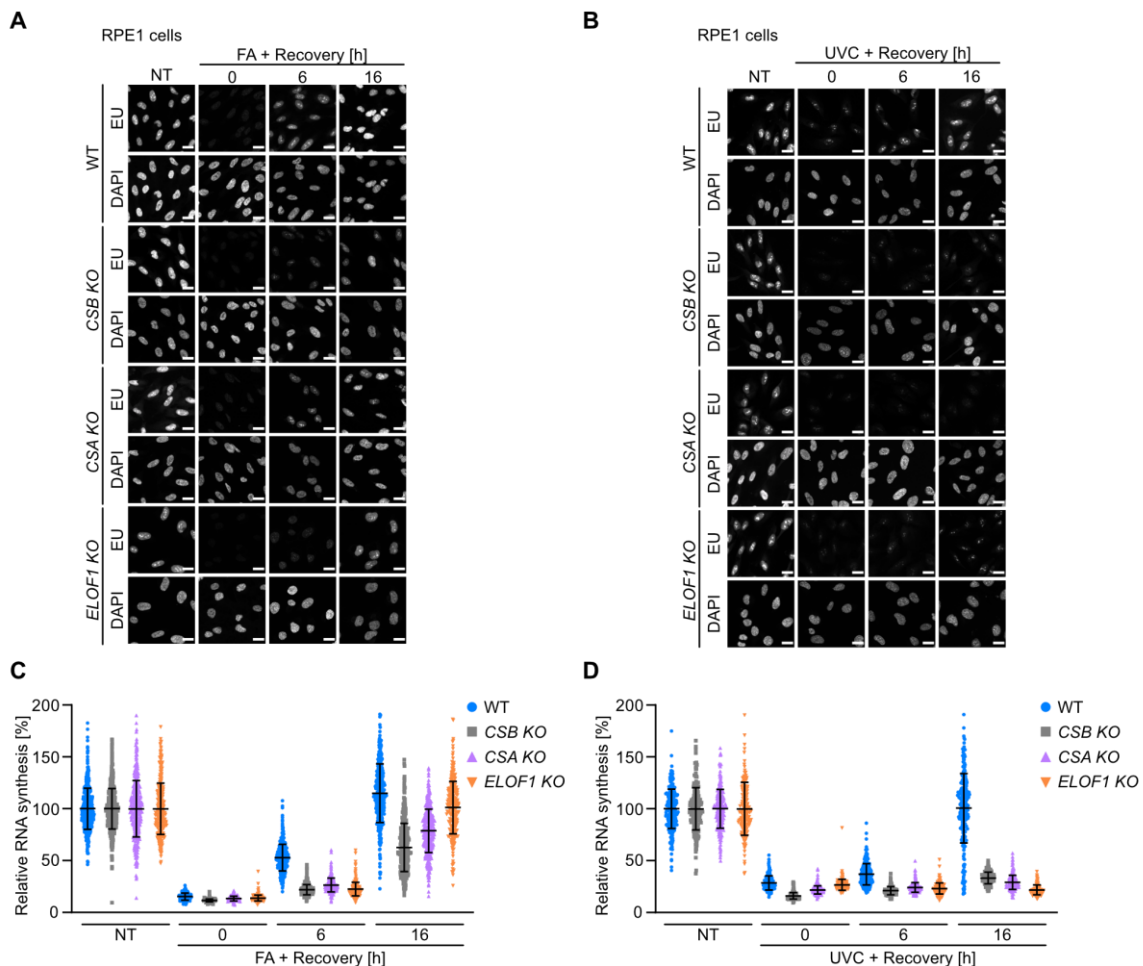 A
RPE1 cells
FA + Recovery [h]
NT 0 6 16
WT
EU
DAPI
CSB KO
EU
DAPI
CSA KO
EU
DAPI
ELOF1 KO
EU
DAPI
B
RPE1 cells
UVC + Recovery [h]
NT 0 6 16
WT
EU
DAPI
CSB KO
EU
DAPI
CSA KO
EU
DAPI
ELOF1 KO
EU
DAPI
C
Relative RNA synthesis [%]
200
150
100
50
0
NT 0 6 16
FA + Recovery [h]
WT
CSB KO
CSA KO
ELOF1 KO
D
Relative RNA synthesis [%]
200
150
100
50
0
NT 0 6 16
UVC + Recovery [h]
WT
CSB KO
CSA KO
ELOF1 KO